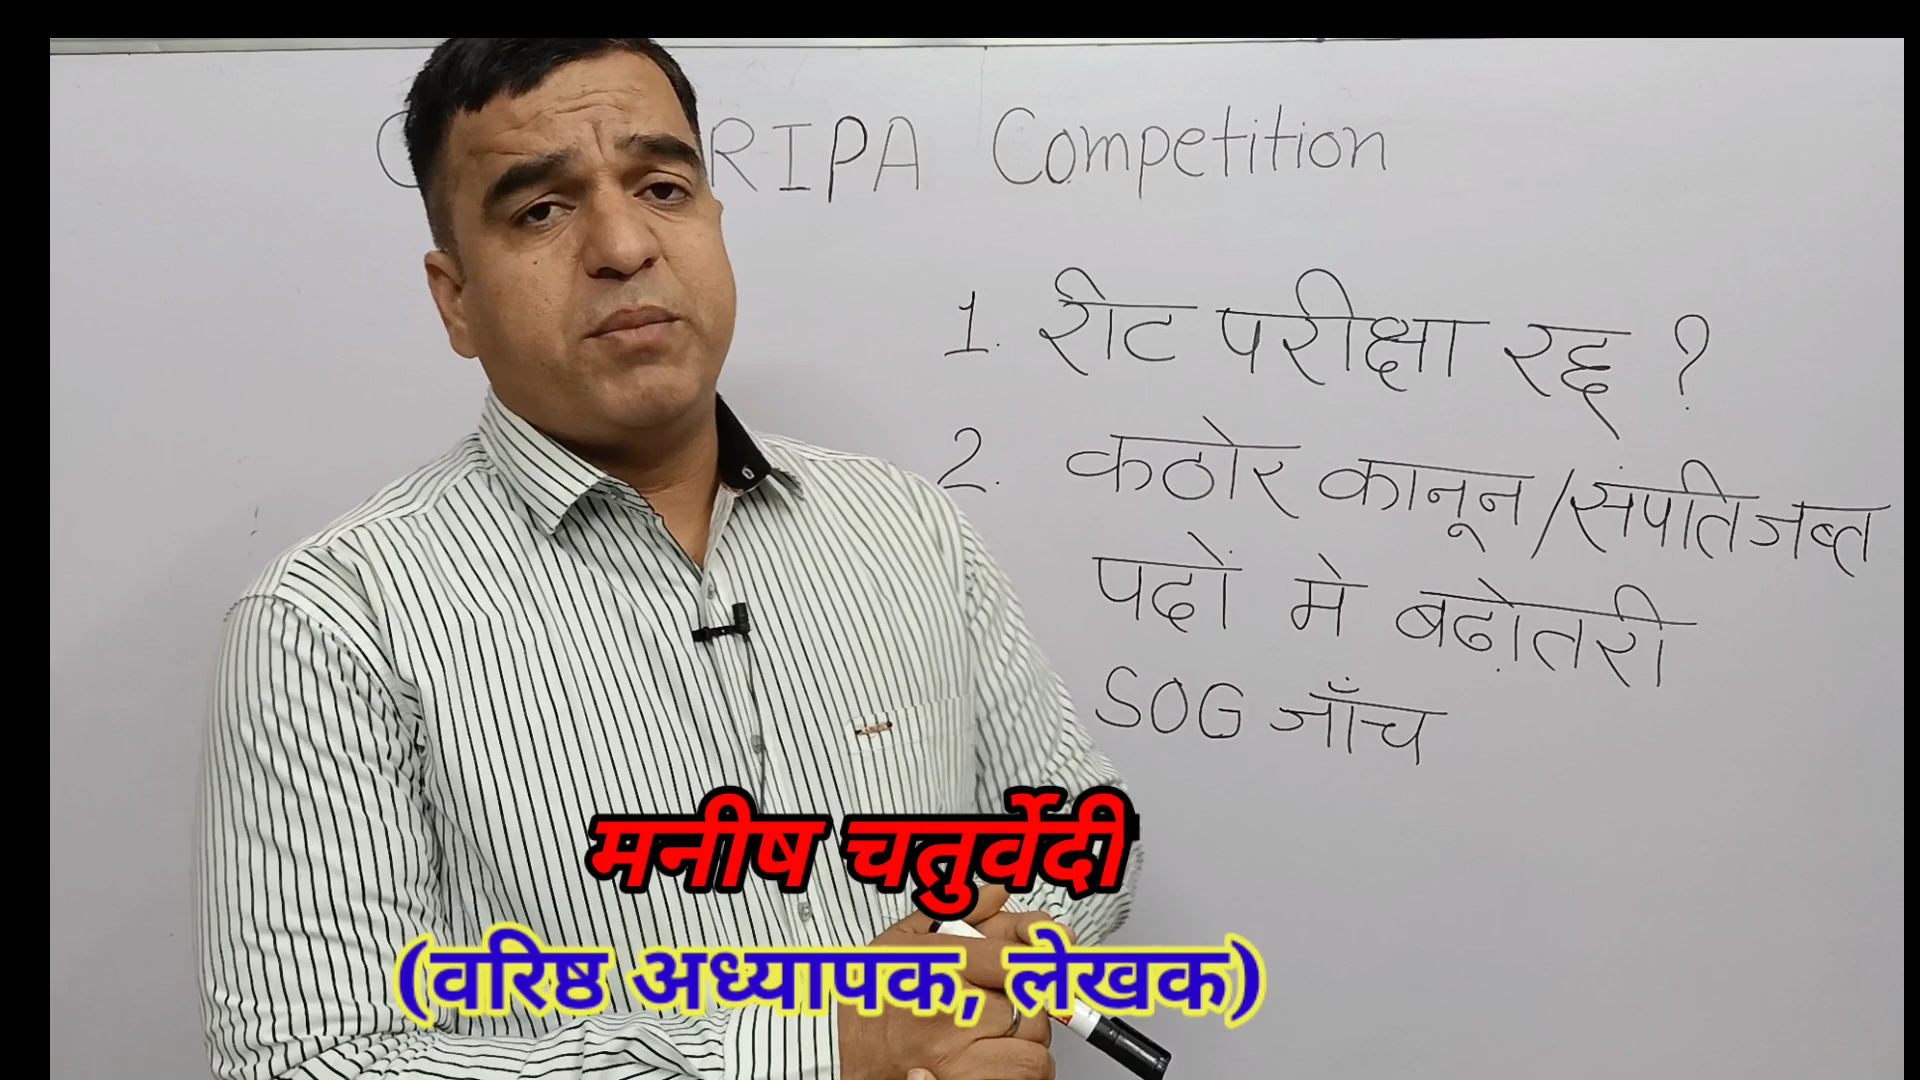 RIPA Competition
1. रीट परीक्षा रद्द ?
2. कठोर कानून/संपति जब्त
पदों मे बढ़ोतरी
SOG जाँच
मनीष चतुर्वेदी
(वरिष्ठ अध्यापक, लेखक)